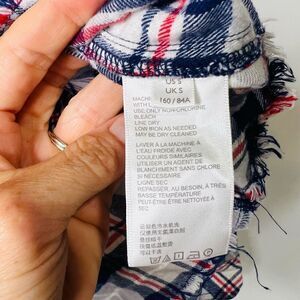 US S
UK S
160 / 84A
MACHI
WITH L
USE ONLY NON-CHLORINE
BLEACH
LINE DRY
LOW IRON AS NEEDED
MAY BE DRY CLEANED
LAVER À LA MACHINE À
L'EAU FROIDE AVEC
COULEURS SIMILAIRES
UTILISER UN AGENT DE
BLANCHIMENT SANS CHLORE
SI NÉCESSAIRE
LIGNE SEC
REPASSER, AU BESOIN, À
BASSE TEMPÉRATURE
PEUT-ÊTRE ÊTRE NETTOYÉE A
SEC